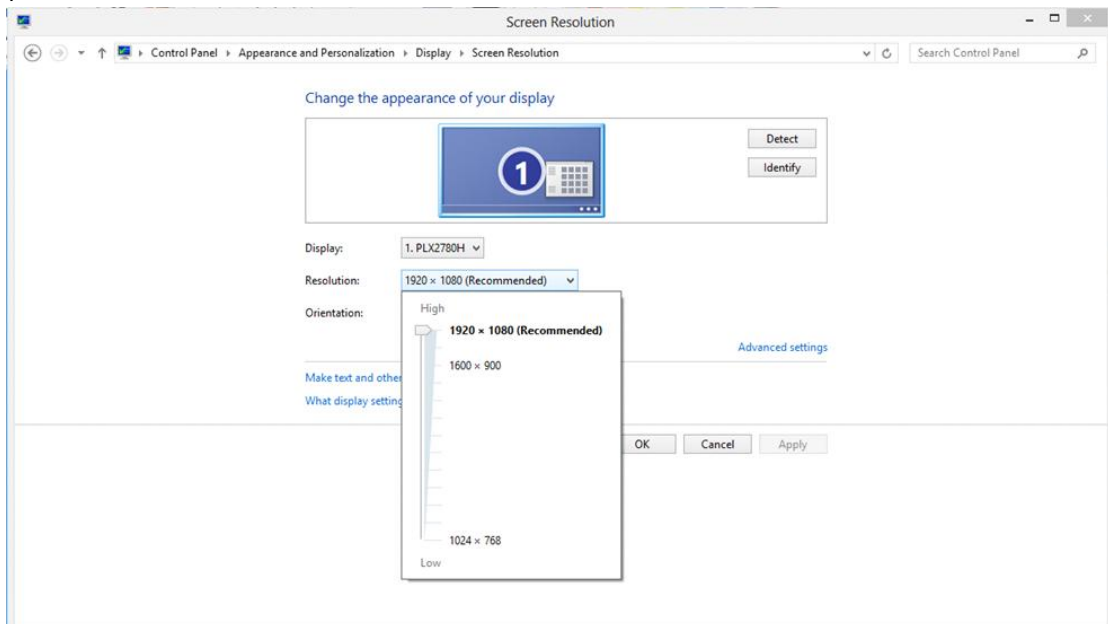 Screen Resolution
Control Panel Appearance and Personalization Display Screen Resolution
Search Control Panel
Change the appearance of your display
1
Detect
Identify
Display: 1. PLX2780H
Resolution: 1920 × 1080 (Recommended)
Orientation:
High
1920 × 1080 (Recommended)
1600 × 900
1024 × 768
Low
Advanced settings
Make text and other
What display setting
OK Cancel Apply